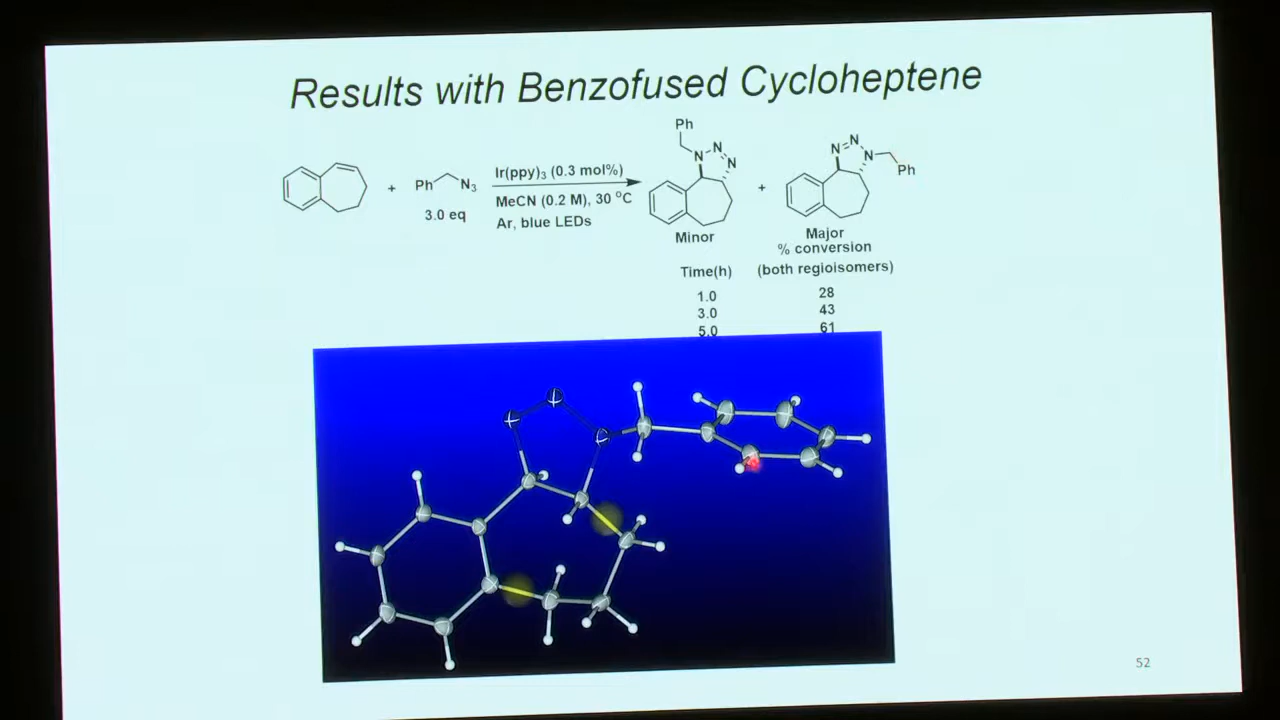 Results with Benzofused Cycloheptene
Ph
N N N
N N N
Ph
+ Ph N3
3.0 eq
Ir(ppy)3 (0.3 mol%)
MeCN (0.2 M), 30 °C
Ar, blue LEDs
+
Minor
Major
% conversion
Time(h) (both regioisomers)
1.0 28
3.0 43
5.0 61
52